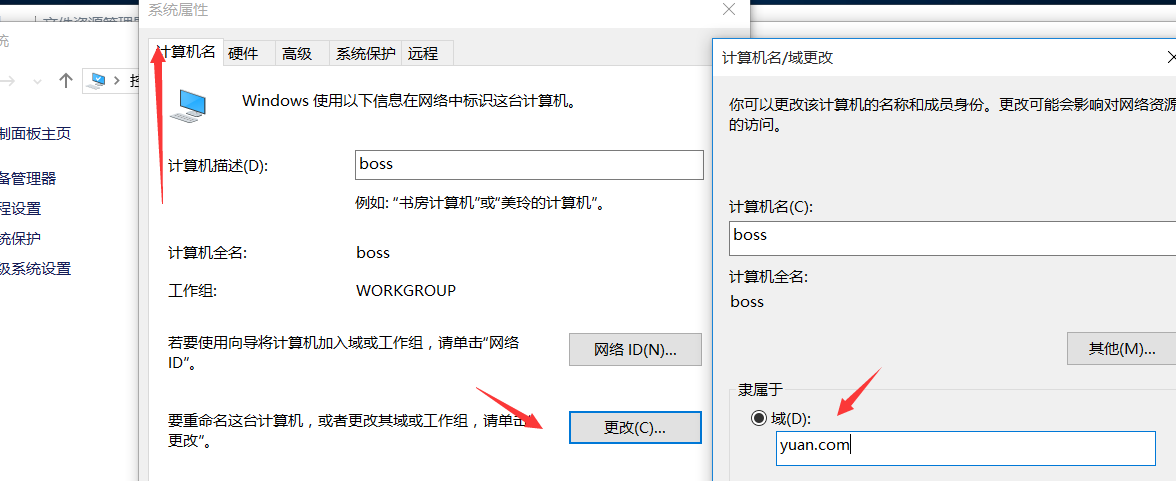 系统属性
文件资源管理器
统
控
制面板主页
备管理器
程设置
统保护
级系统设置
计算机名 硬件 高级 系统保护 远程
Windows 使用以下信息在网络中标识这台计算机。
计算机描述(D): boss
例如: “书房计算机”或“美玲的计算机”。
计算机全名: boss
工作组: WORKGROUP
若要使用向导将计算机加入域或工作组，请单击“网络
ID”。
网络 ID(N)...
要重命名这台计算机，或者更改其域或工作组，请单击
更改”。
更改(C)...
计算机名/域更改
你可以更改该计算机的名称和成员身份。更改可能会影响对网络资源
的访问。
计算机名(C):
boss
计算机全名:
boss
其他(M)...
隶属于
域(D):
yuan.com